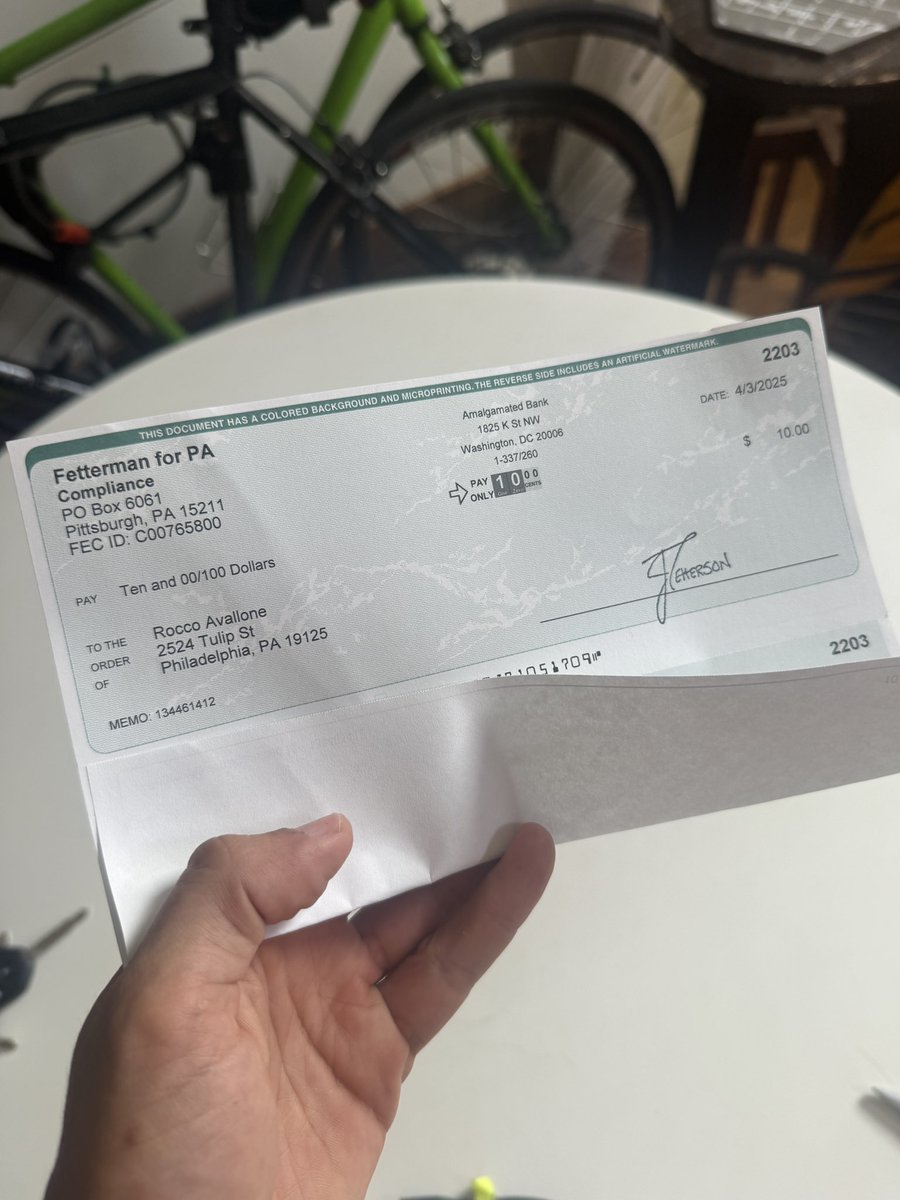 THIS DOCUMENT HAS A COLORED BACKGROUND AND MICROPRINTING. THE REVERSE SIDE INCLUDES AN ARTIFICIAL WATERMARK.
2203
Fetterman for PA
Compliance
PO Box 6061
Pittsburgh, PA 15211
FEC ID: C00765800
Amalgamated Bank
1825 K St NW
Washington, DC 20006
1-337/260
DATE: 4/3/2025
$ 10.00
PAY ONLY 10 00 CENTS
PAY Ten and 00/100 Dollars
TO THE ORDER OF
Rocco Avallone
2524 Tulip St
Philadelphia, PA 19125
MEMO: 134461412
2203